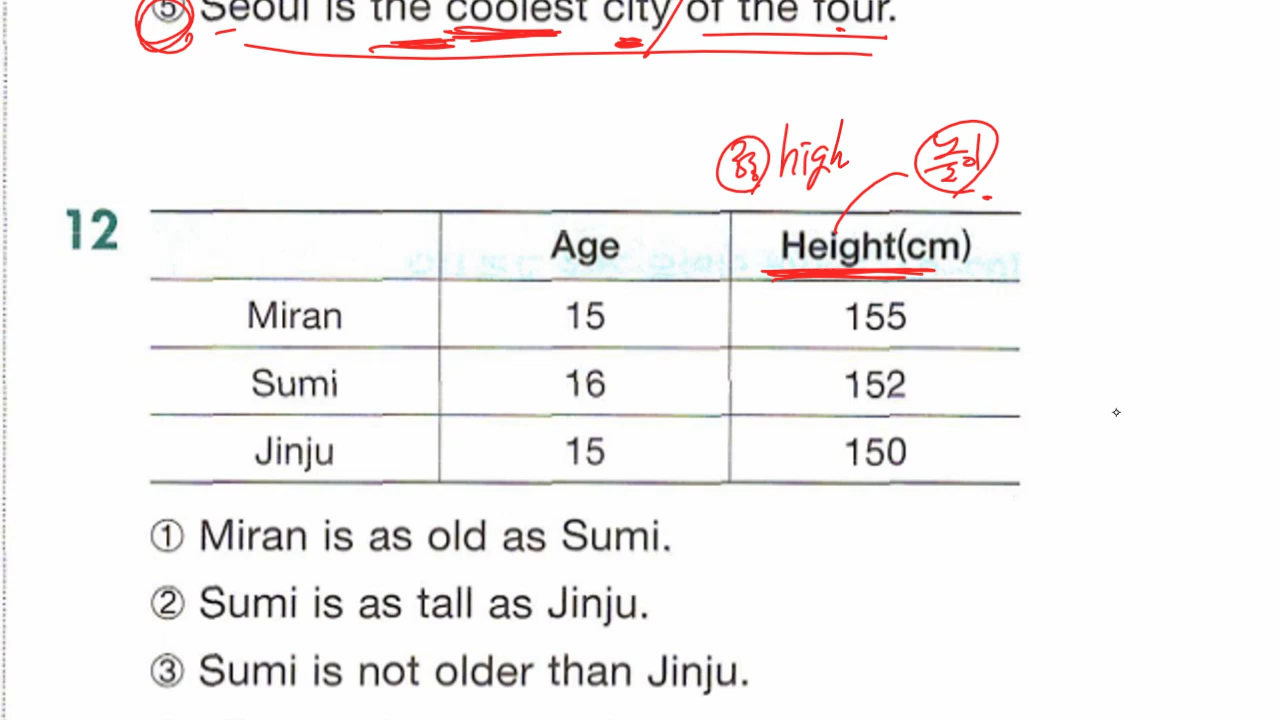 ⑤ Seoul is the coolest city / of the four.
형 high 높이
12
Age Height(cm)
Miran 15 155
Sumi 16 152
Jinju 15 150
① Miran is as old as Sumi.
② Sumi is as tall as Jinju.
③ Sumi is not older than Jinju.